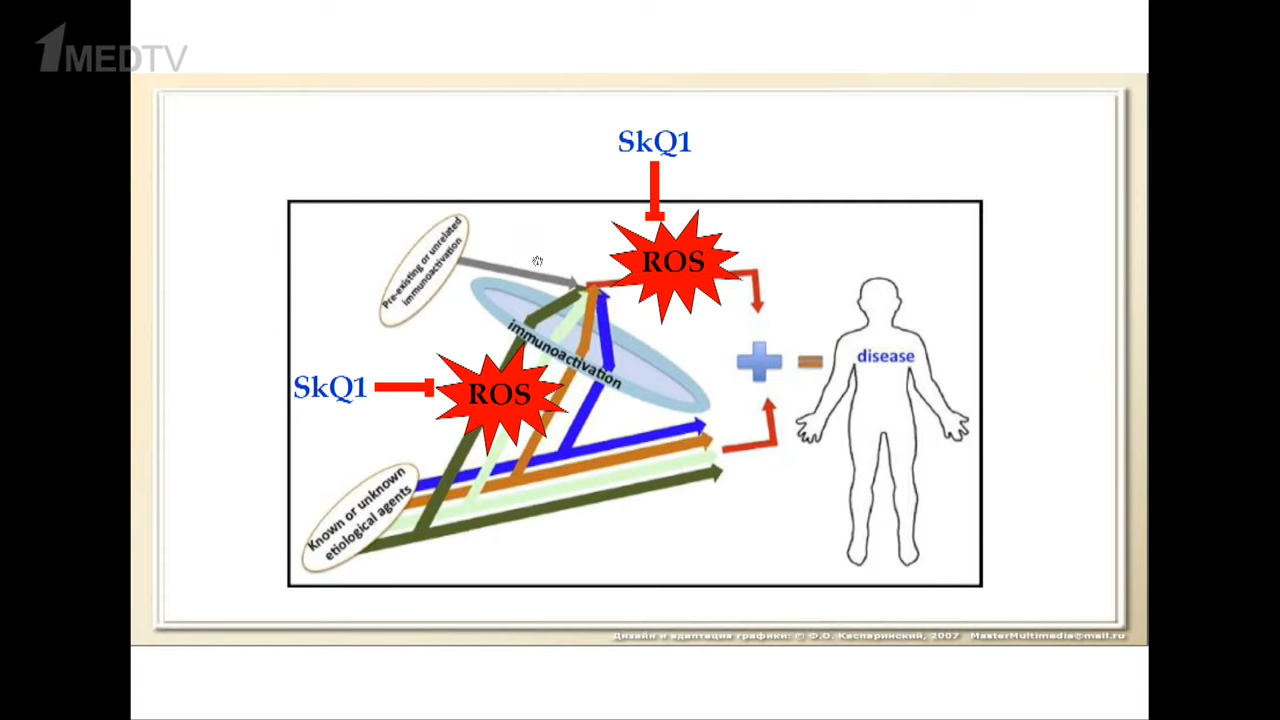 1MEDTV
SkQ1
Pre-existing or unrelated
immunoactivation
ROS
immunoactivation
disease
SkQ1
ROS
Known or unknown
etiological agents
Дизайн и адаптация графики: © Ф.О. Каспаринский, 2007 MasterMultimedia@mail.ru